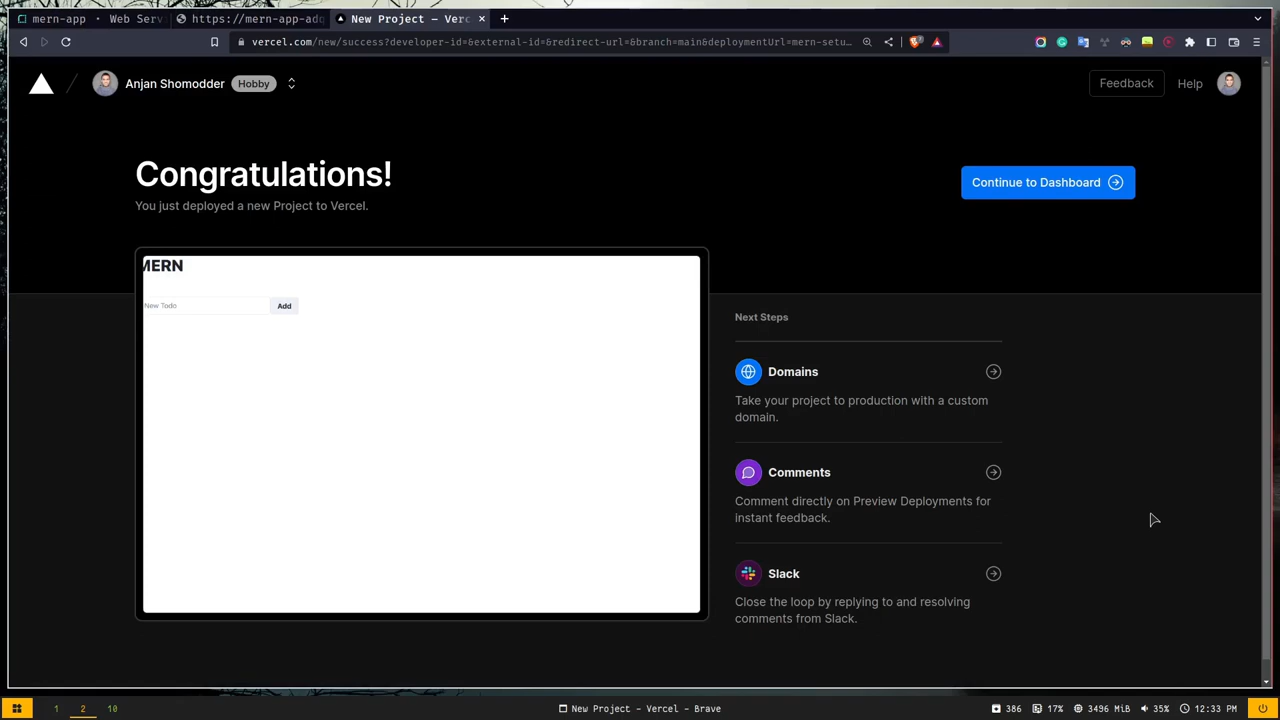 mern-app • Web Serv
https://mern-app-adq
New Project – Verc
vercel.com/new/success?developer-id=&external-id=&redirect-url=&branch=main&deploymentUrl=mern-setu…
Anjan Shomodder
Hobby
Feedback
Help
Congratulations!
You just deployed a new Project to Vercel.
Continue to Dashboard
MERN
New Todo
Add
Next Steps
Domains
Take your project to production with a custom
domain.
Comments
Comment directly on Preview Deployments for
instant feedback.
Slack
Close the loop by replying to and resolving
comments from Slack.
1 2 10
New Project - Vercel - Brave
386 17% 3496 MiB 35% 12:33 PM